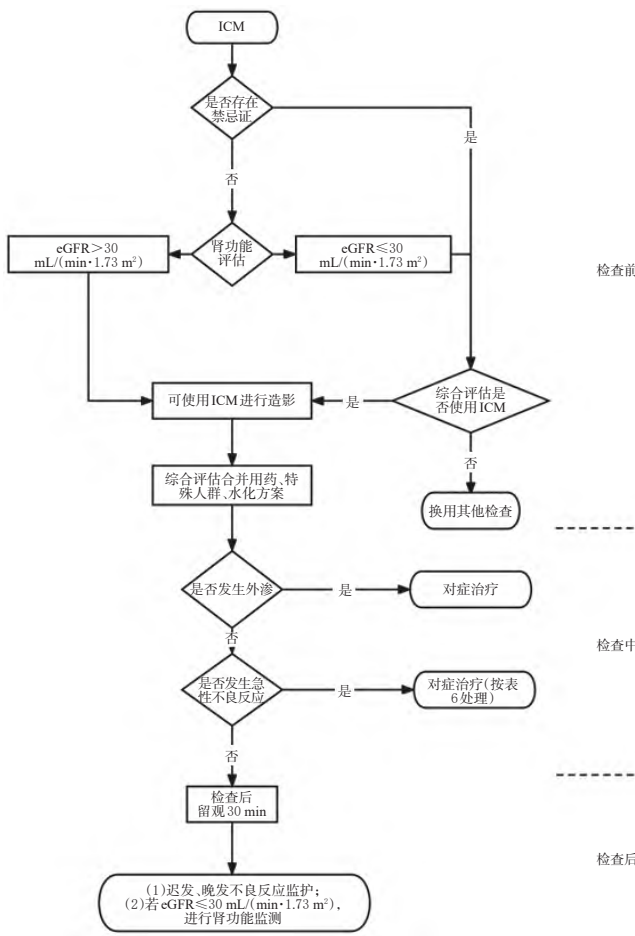 ICM
是否存在
禁忌证
是
否
eGFR＞30
mL/(min·1.73 m²)
肾功能
评估
eGFR≤30
mL/(min·1.73 m²)
检查前
可使用ICM进行造影
是
综合评估是
否使用ICM
否
综合评估合并用药、特
殊人群、水化方案
换用其他检查
是否发生外渗
是
对症治疗
否
检查中
是否发生急
性不良反应
是
对症治疗(按表
6处理)
否
检查后
留观30 min
检查后
(1)迟发、晚发不良反应监护；
(2)若eGFR≤30 mL/(min·1.73 m²)，
进行肾功能监测